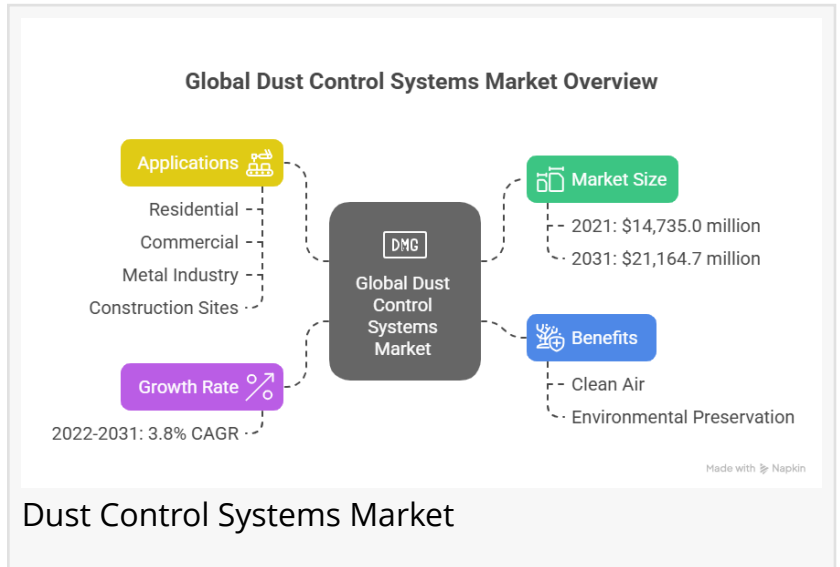 Global Dust Control Systems Market Overview
Applications
Residential
Commercial
Metal Industry
Construction Sites
Growth Rate
2022-2031: 3.8% CAGR
DMG
Global Dust
Control
Systems
Market
Market Size
2021: $14,735.0 million
2031: $21,164.7 million
Benefits
Clean Air
Environmental Preservation
Made with Napkin
Dust Control Systems Market